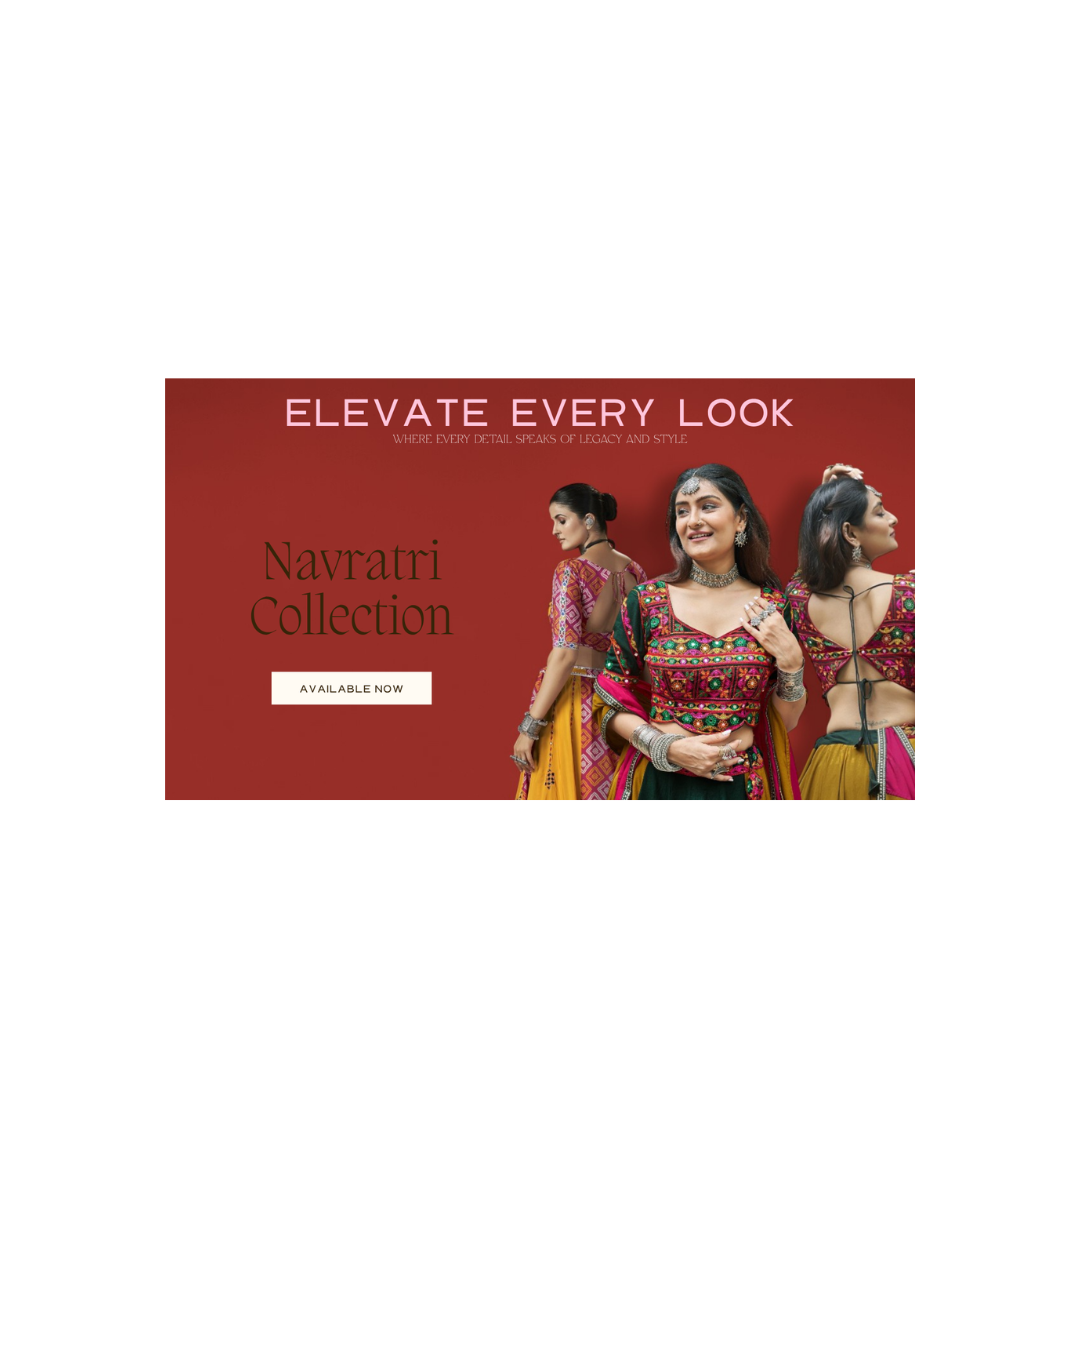 ELEVATE EVERY LOOK
WHERE EVERY DETAIL SPEAKS OF LEGACY AND STYLE
Navratri
Collection
AVAILABLE NOW